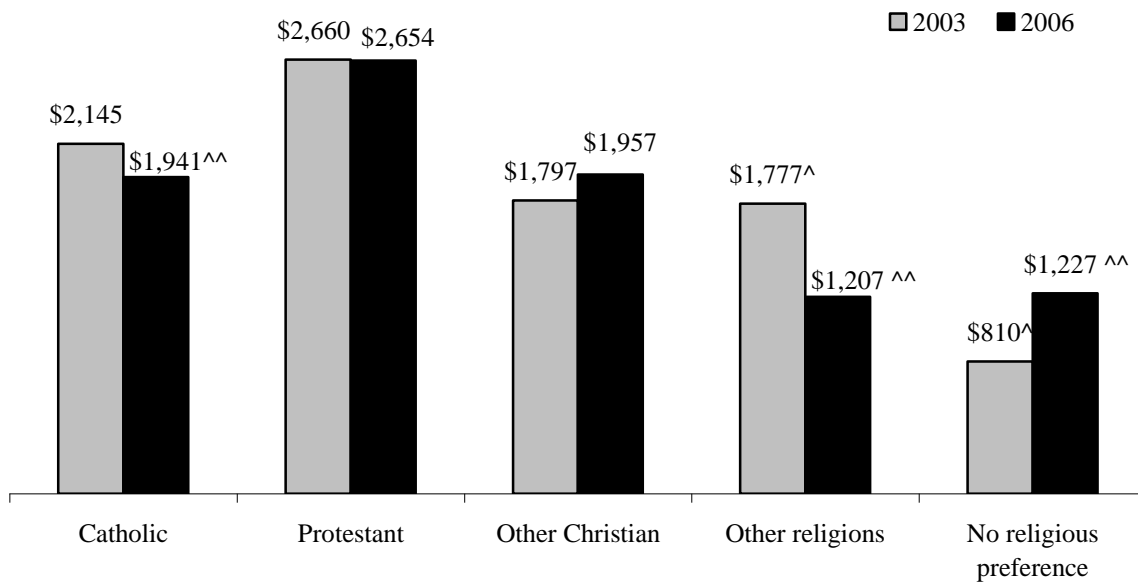 2003 2006
$2,660 $2,654
$2,145
$1,941^^
$1,797 $1,957
$1,777^
$1,207 ^^
$810^ $1,227 ^^
Catholic Protestant Other Christian Other religions No religious
preference